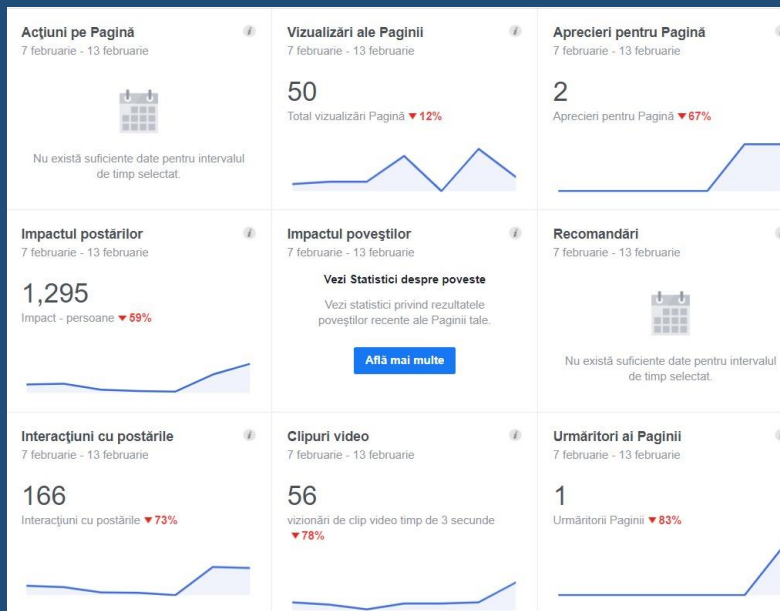 Acțiuni pe Pagină
7 februarie - 13 februarie
Nu există suficiente date pentru intervalul
de timp selectat.
Vizualizări ale Paginii
7 februarie - 13 februarie
50
Total vizualizări Pagină ▼12%
Aprecieri pentru Pagină
7 februarie - 13 februarie
2
Aprecieri pentru Pagină ▼67%
Impactul postărilor
7 februarie - 13 februarie
1,295
Impact - persoane ▼59%
Impactul poveștilor
7 februarie - 13 februarie
Vezi Statistici despre poveste
Vezi statistici privind rezultatele
poveștilor recente ale Paginii tale.
Află mai multe
Recomandări
7 februarie - 13 februarie
Nu există suficiente date pentru intervalul
de timp selectat.
Interacțiuni cu postările
7 februarie - 13 februarie
166
Interacțiuni cu postările ▼73%
Clipuri video
7 februarie - 13 februarie
56
vizionări de clip video timp de 3 secunde
▼78%
Urmăritori ai Paginii
7 februarie - 13 februarie
1
Urmăritorii Paginii ▼83%